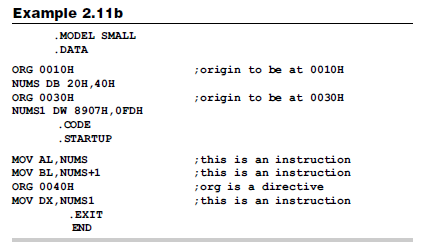 Example 2.11b
.MODEL SMALL
.DATA
ORG 0010H ;origin to be at 0010H
NUMS DB 20H,40H
ORG 0030H ;origin to be at 0030H
NUMS1 DW 8907H,0FDH
.CODE
.STARTUP
MOV AL,NUMS ;this is an instruction
MOV BL,NUMS+1 ;this is an instruction
ORG 0040H ;org is a directive
MOV DX,NUMS1 ;this is an instruction
.EXIT
END